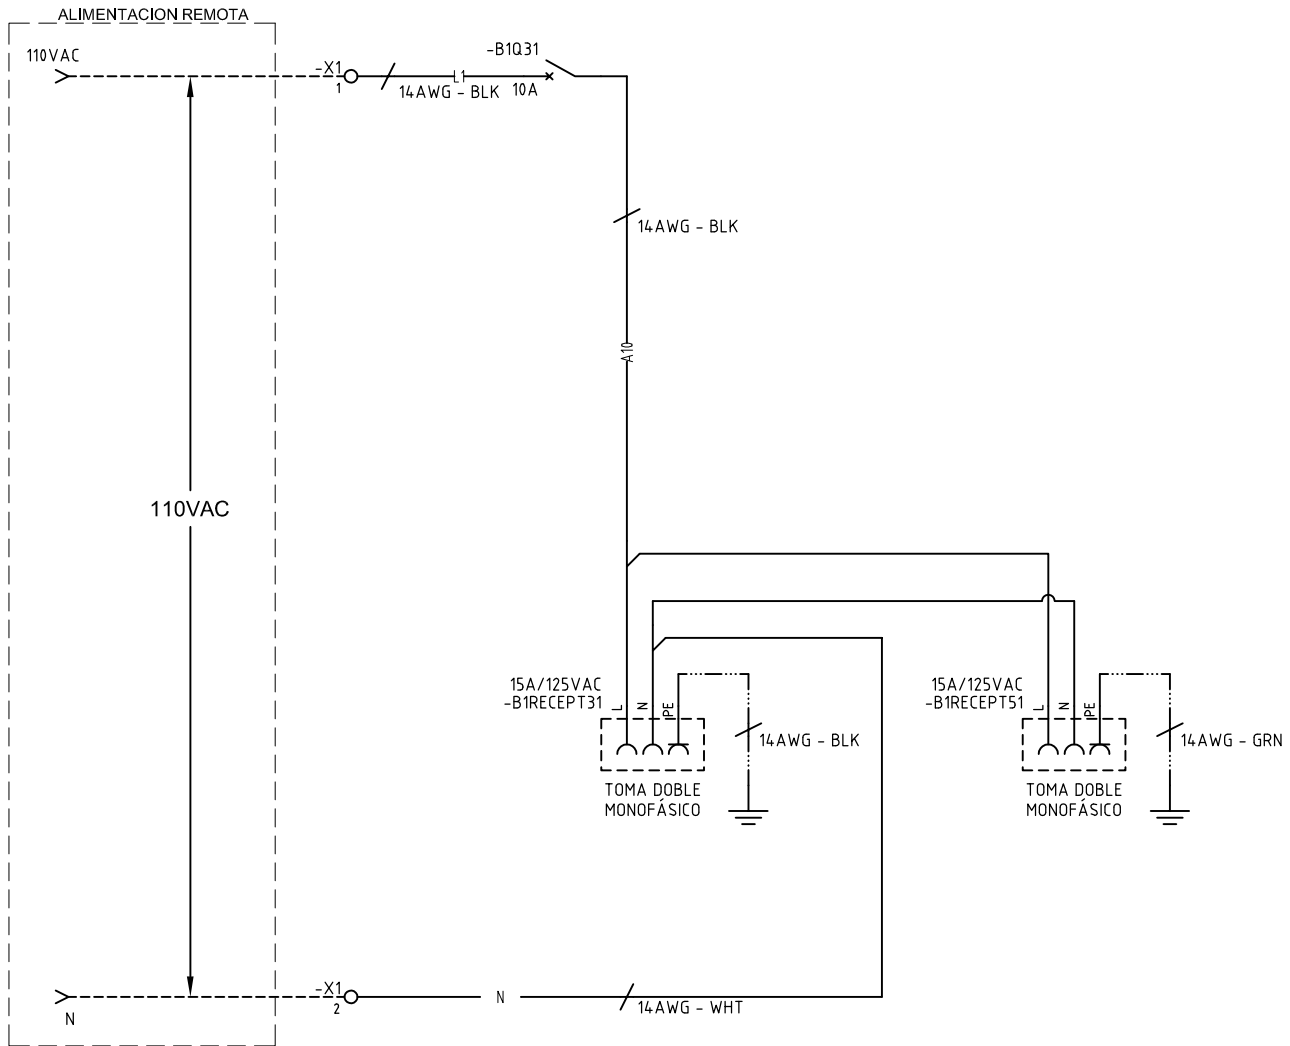 ALIMENTACION REMOTA
110VAC
-X1
1
14AWG - BLK
L1
-B1Q31
10A
14AWG - BLK
A10
110VAC
15A/125VAC
-B1RECEPT31
L
N
PE
14AWG - BLK
TOMA DOBLE
MONOFÁSICO
15A/125VAC
-B1RECEPT51
L
N
PE
14AWG - GRN
TOMA DOBLE
MONOFÁSICO
N
-X1
2
N
14AWG - WHT